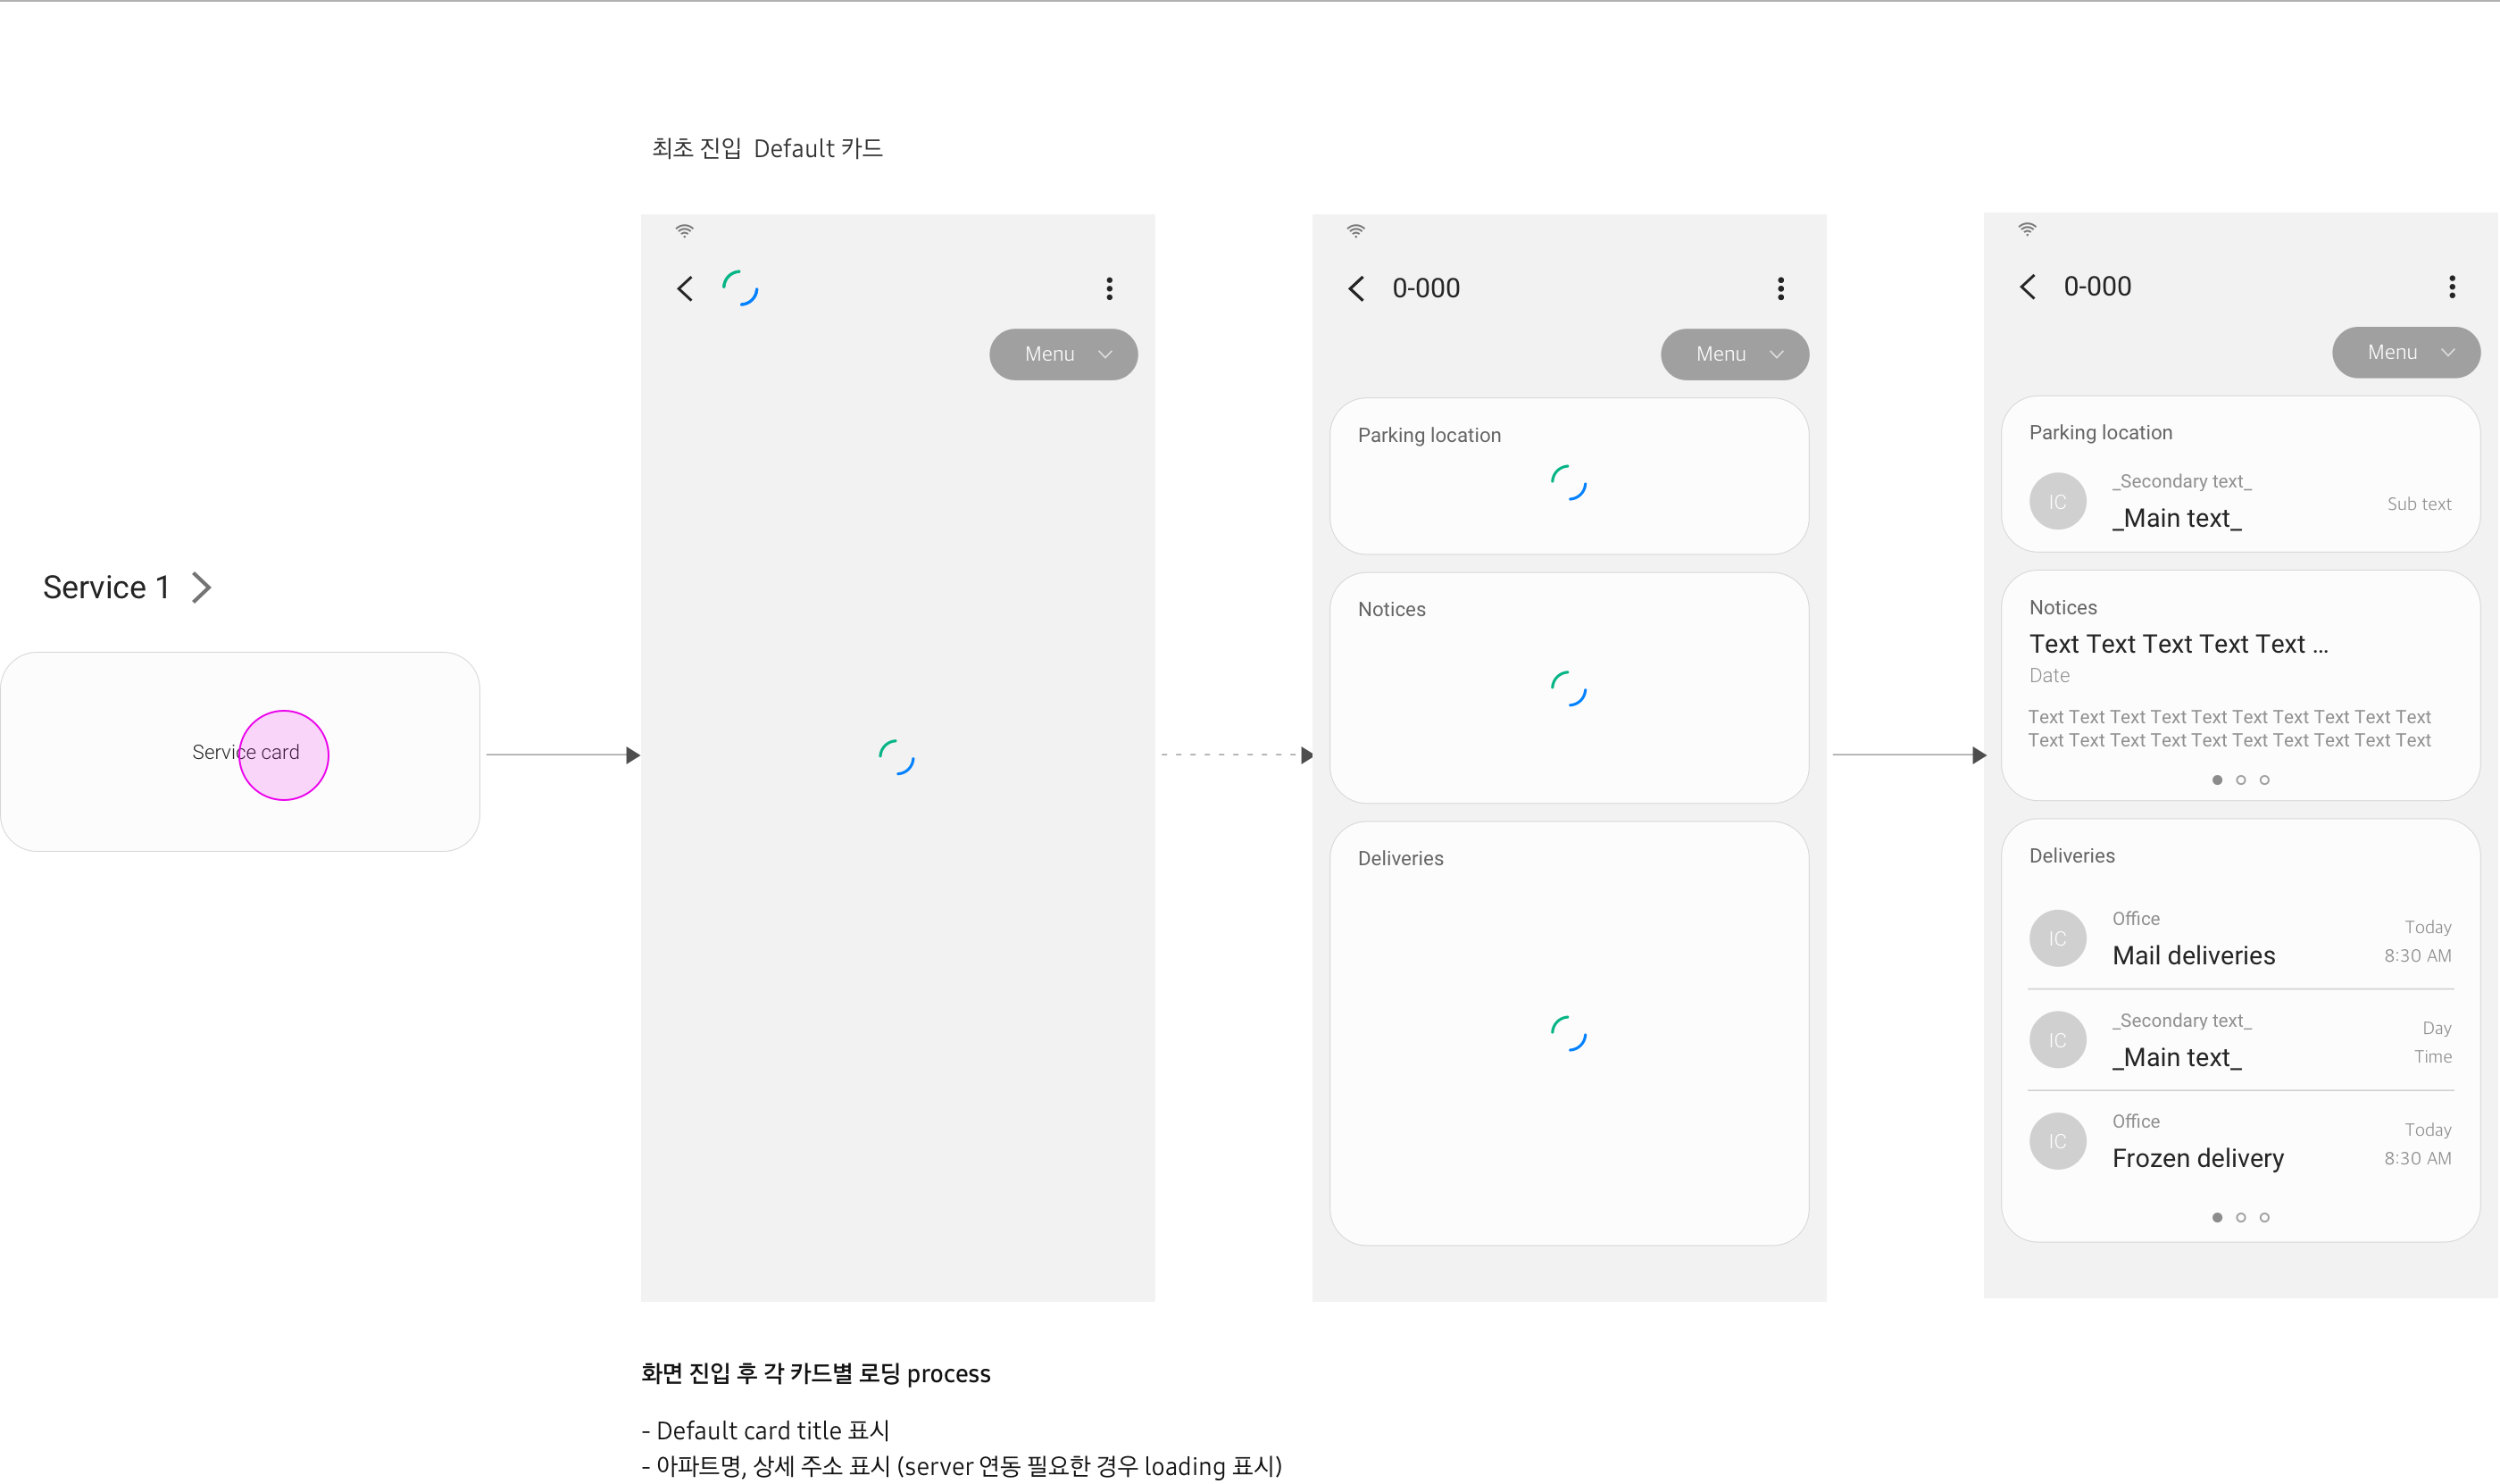 최초 진입  Default 카드
Service 1
Service card
Menu
0-000
Menu
Parking location
Notices
Deliveries
0-000
Menu
Parking location
IC
_Secondary text_
_Main text_
Sub text
Notices
Text Text Text Text Text ...
Date
Text Text Text Text Text Text Text Text Text Text
Text Text Text Text Text Text Text Text Text Text
Deliveries
IC
Office
Mail deliveries
Today
8:30 AM
IC
_Secondary text_
_Main text_
Day
Time
IC
Office
Frozen delivery
Today
8:30 AM
화면 진입 후 각 카드별 로딩 process
- Default card title 표시
- 아파트명, 상세 주소 표시 (server 연동 필요한 경우 loading 표시)